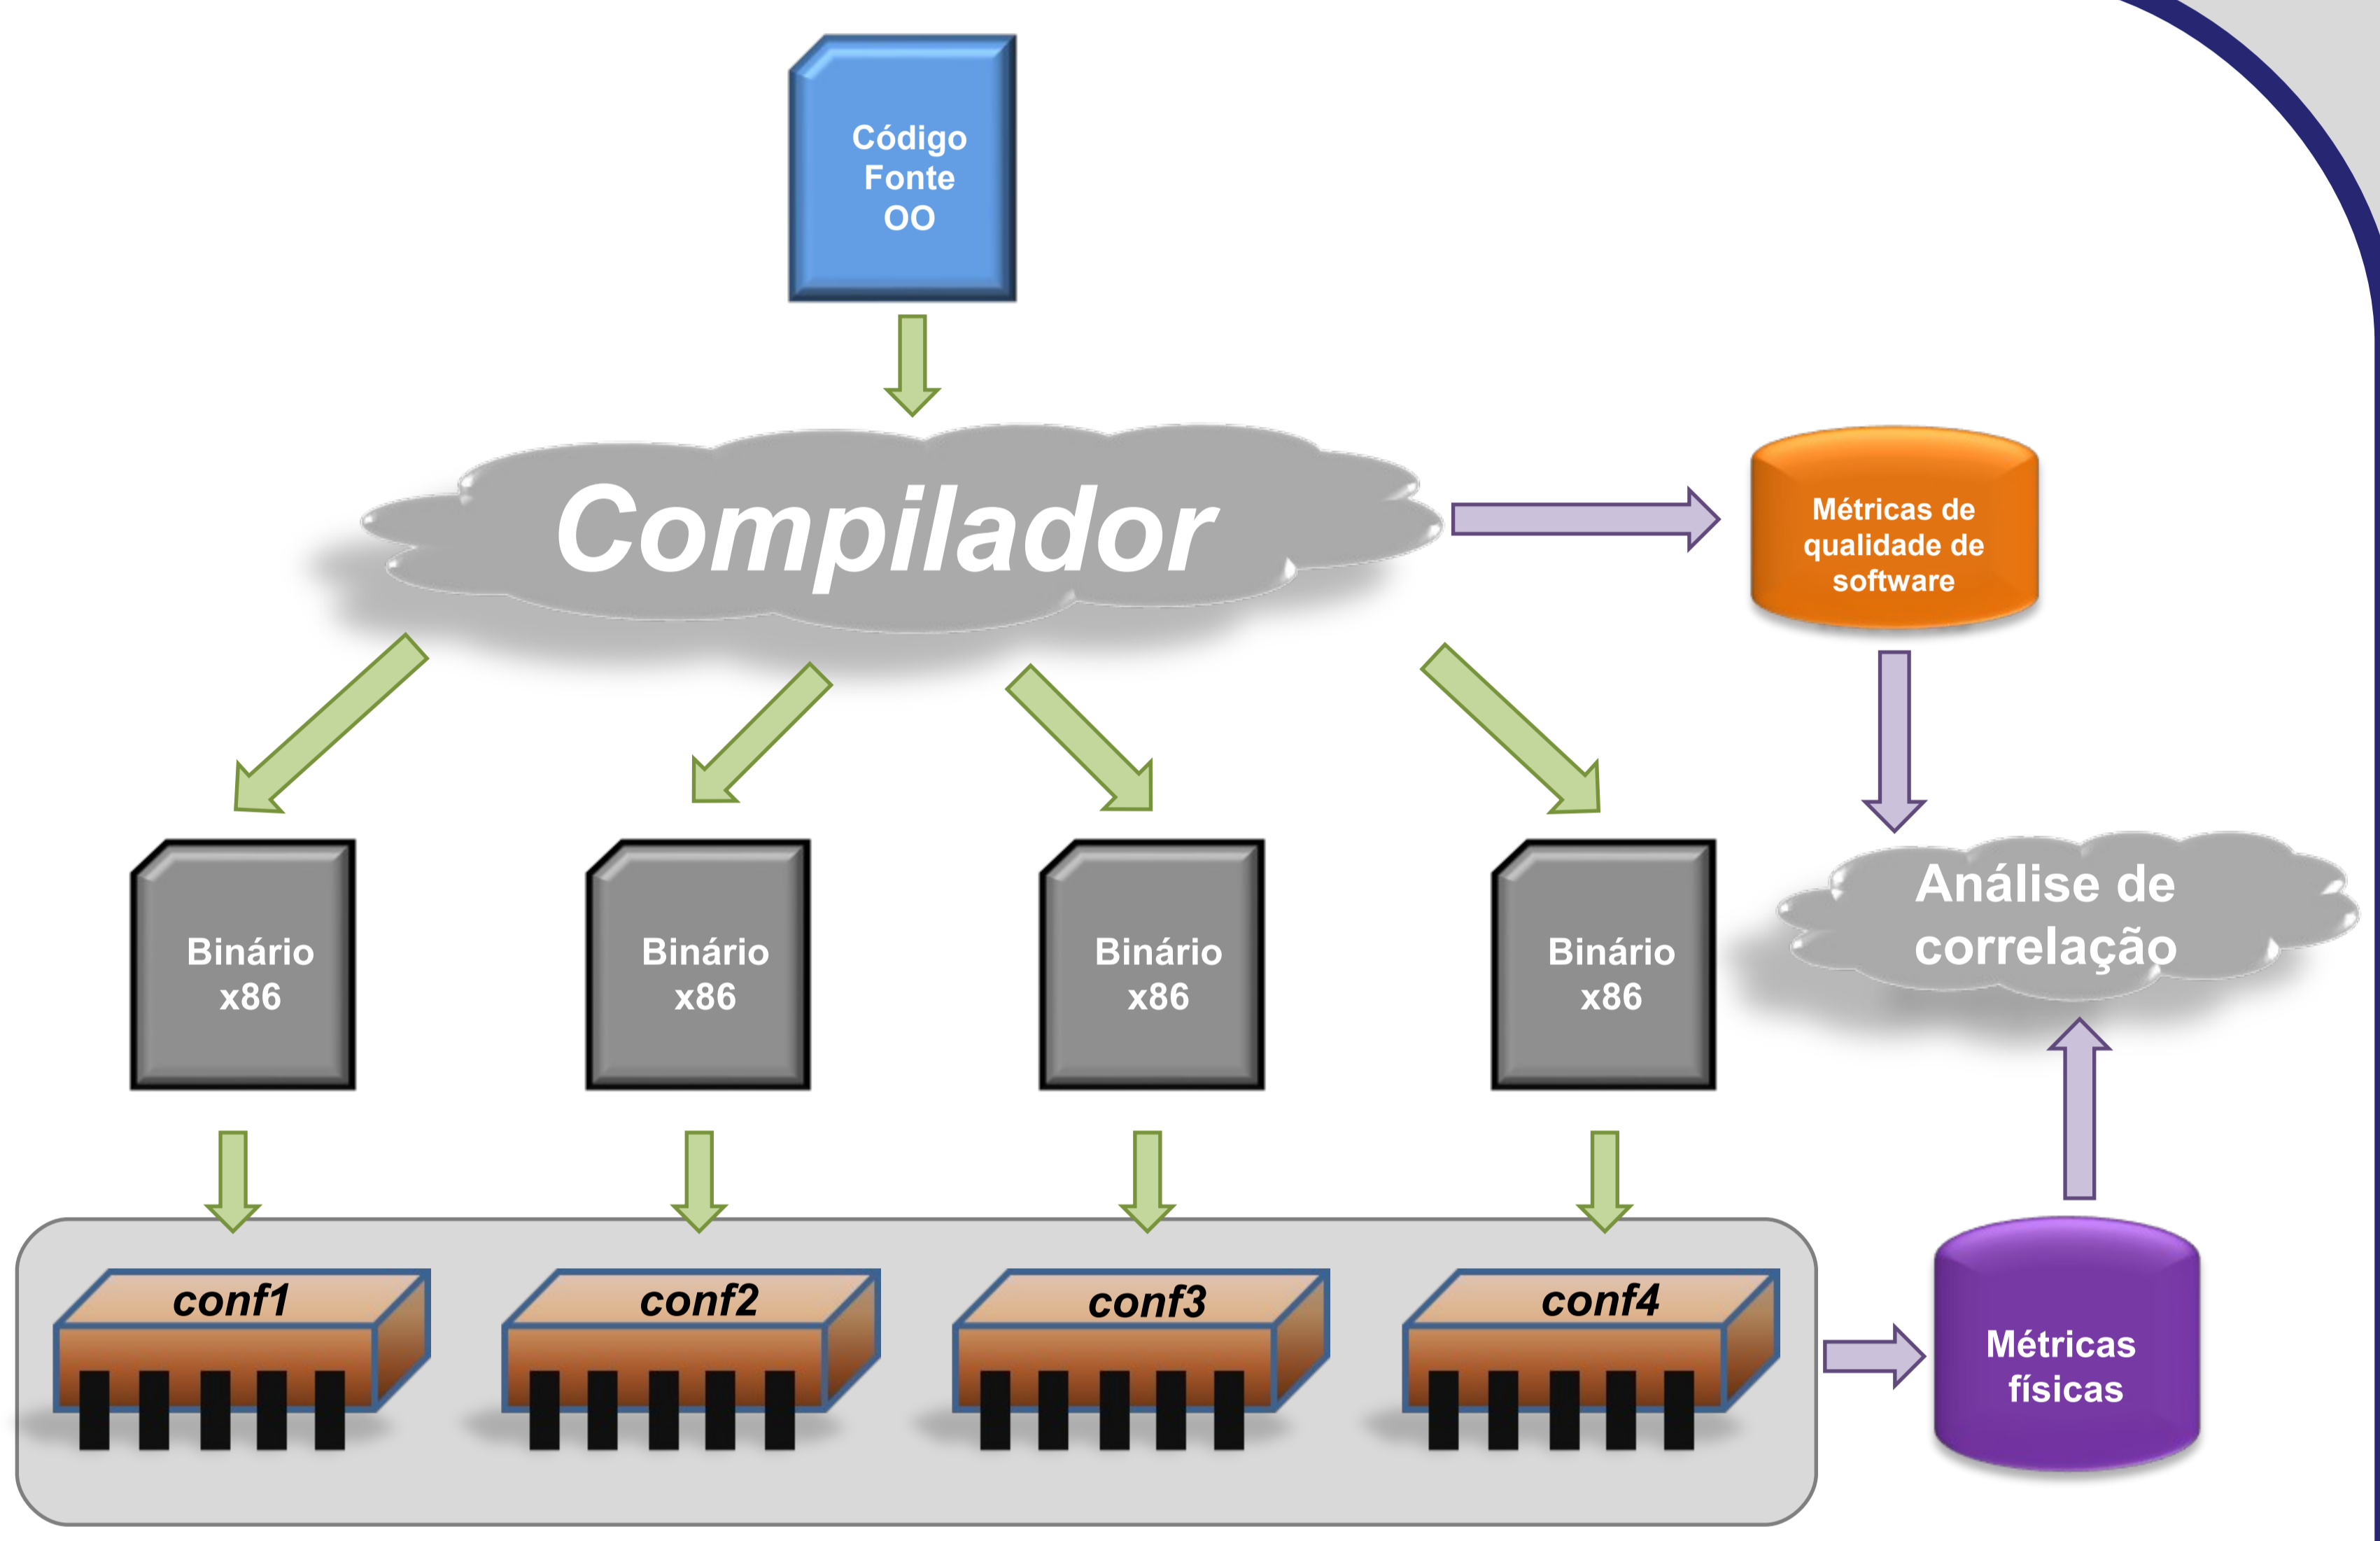 Código
Fonte
OO
Compilador
Métricas de
qualidade de
software
Binário
x86
Binário
x86
Binário
x86
Binário
x86
Análise de
correlação
conf1
conf2
conf3
conf4
Métricas
físicas